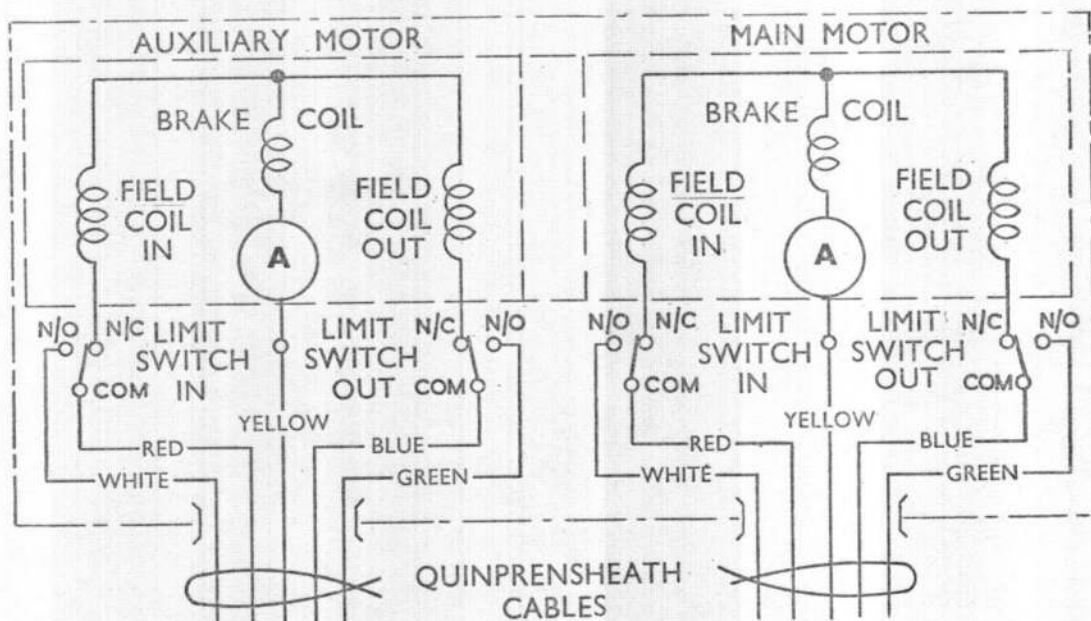 AUXILIARY MOTOR
MAIN MOTOR
BRAKE COIL
FIELD COIL IN
FIELD COIL OUT
A
BRAKE COIL
FIELD COIL IN
FIELD COIL OUT
A
N/O
N/C
LIMIT SWITCH IN
LIMIT SWITCH OUT
N/C
N/O
COM
COM
N/O
N/C
LIMIT SWITCH IN
LIMIT SWITCH OUT
N/C
N/O
COM
COM
YELLOW
RED
BLUE
WHITE
GREEN
YELLOW
RED
BLUE
WHITE
GREEN
QUINPRENSHEATH
CABLES